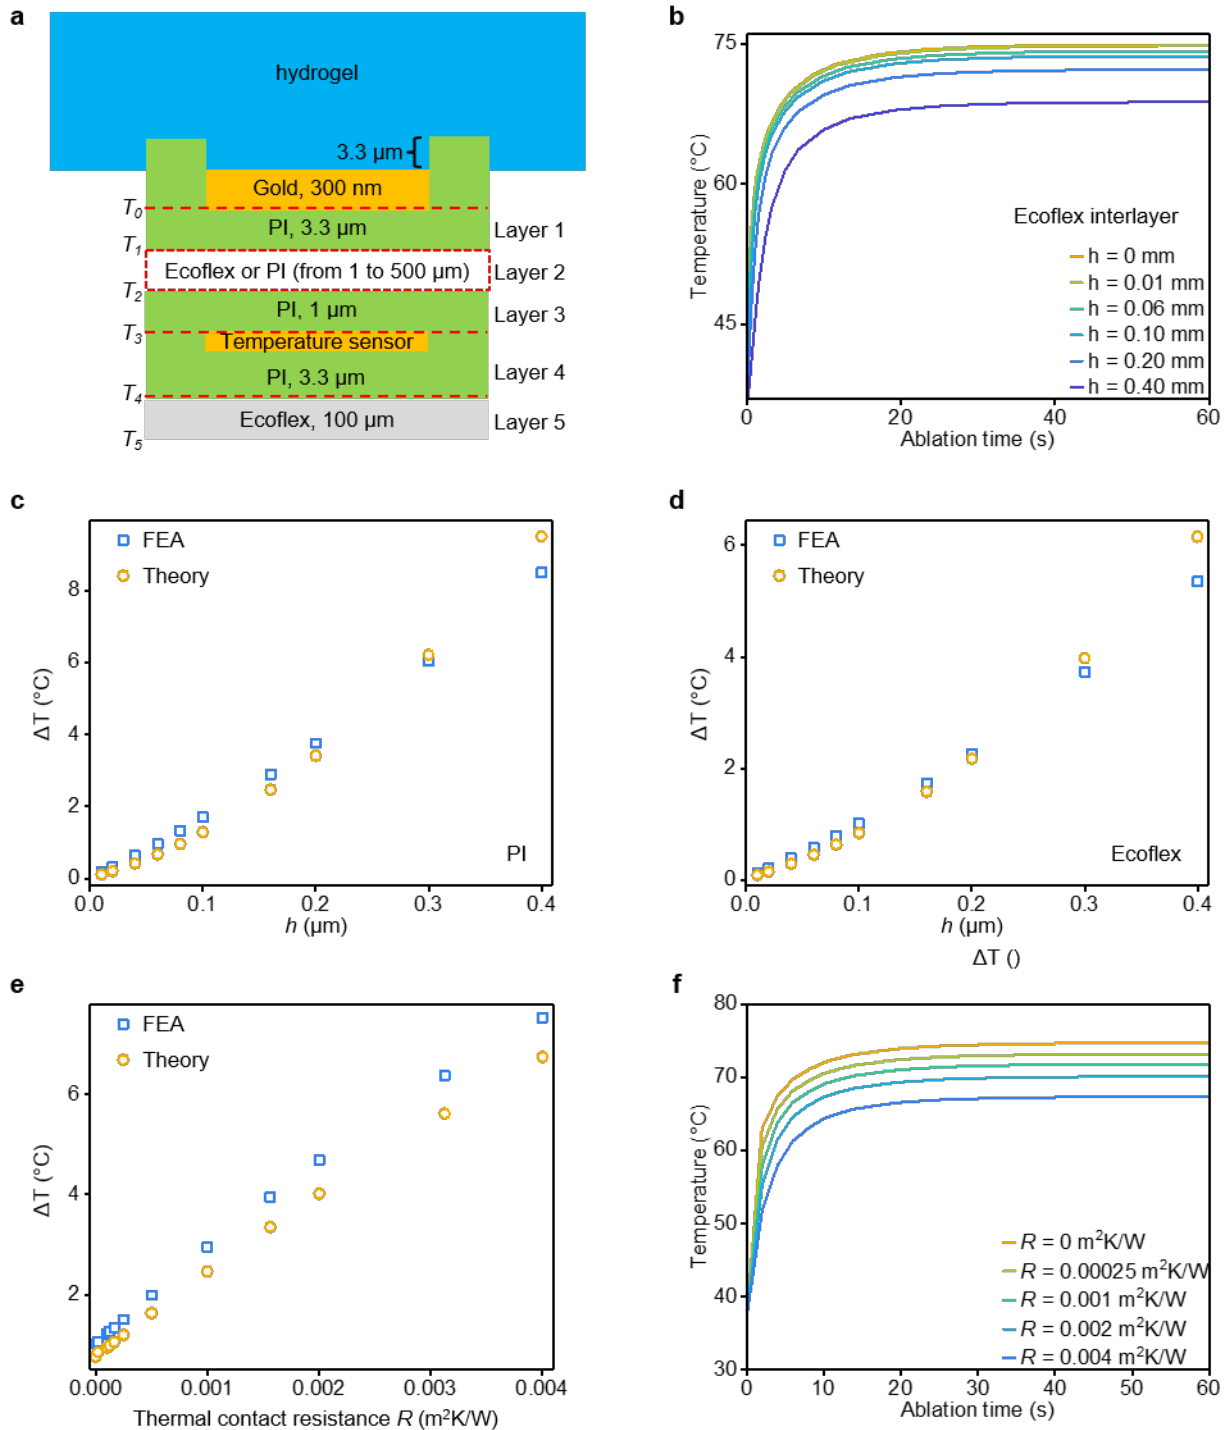 a
hydrogel
3.3 μm
Gold, 300 nm
T0
PI, 3.3 μm
Layer 1
T1
Ecoflex or PI (from 1 to 500 μm)
Layer 2
T2
PI, 1 μm
Layer 3
T3
Temperature sensor
PI, 3.3 μm
Layer 4
T4
Ecoflex, 100 μm
Layer 5
T5
b
75
60
45
Temperature (°C)
Ecoflex interlayer
h = 0 mm
h = 0.01 mm
h = 0.06 mm
h = 0.10 mm
h = 0.20 mm
h = 0.40 mm
0 20 40 60
Ablation time (s)
c
FEA
Theory
8
6
4
2
0
ΔT (°C)
PI
0.0 0.1 0.2 0.3 0.4
h (μm)
d
FEA
Theory
6
4
2
0
ΔT (°C)
Ecoflex
0.0 0.1 0.2 0.3 0.4
h (μm)
ΔT ()
e
FEA
Theory
6
4
2
ΔT (°C)
0.000 0.001 0.002 0.003 0.004
Thermal contact resistance R (m²K/W)
f
80
70
60
50
40
30
Temperature (°C)
R = 0 m²K/W
R = 0.00025 m²K/W
R = 0.001 m²K/W
R = 0.002 m²K/W
R = 0.004 m²K/W
0 10 20 30 40 50 60
Ablation time (s)